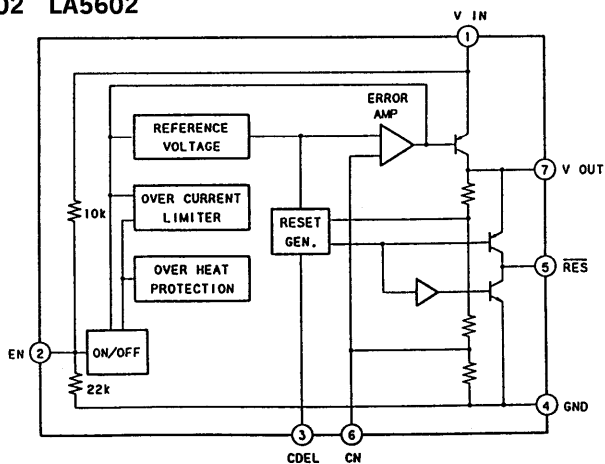 02 LA5602
V IN
1
ERROR
AMP
REFERENCE
VOLTAGE
7 V OUT
10k
OVER CURRENT
LIMITER
RESET
GEN.
5 RES
OVER HEAT
PROTECTION
EN 2
ON/OFF
22k
4 GND
3
6
CDEL
CN